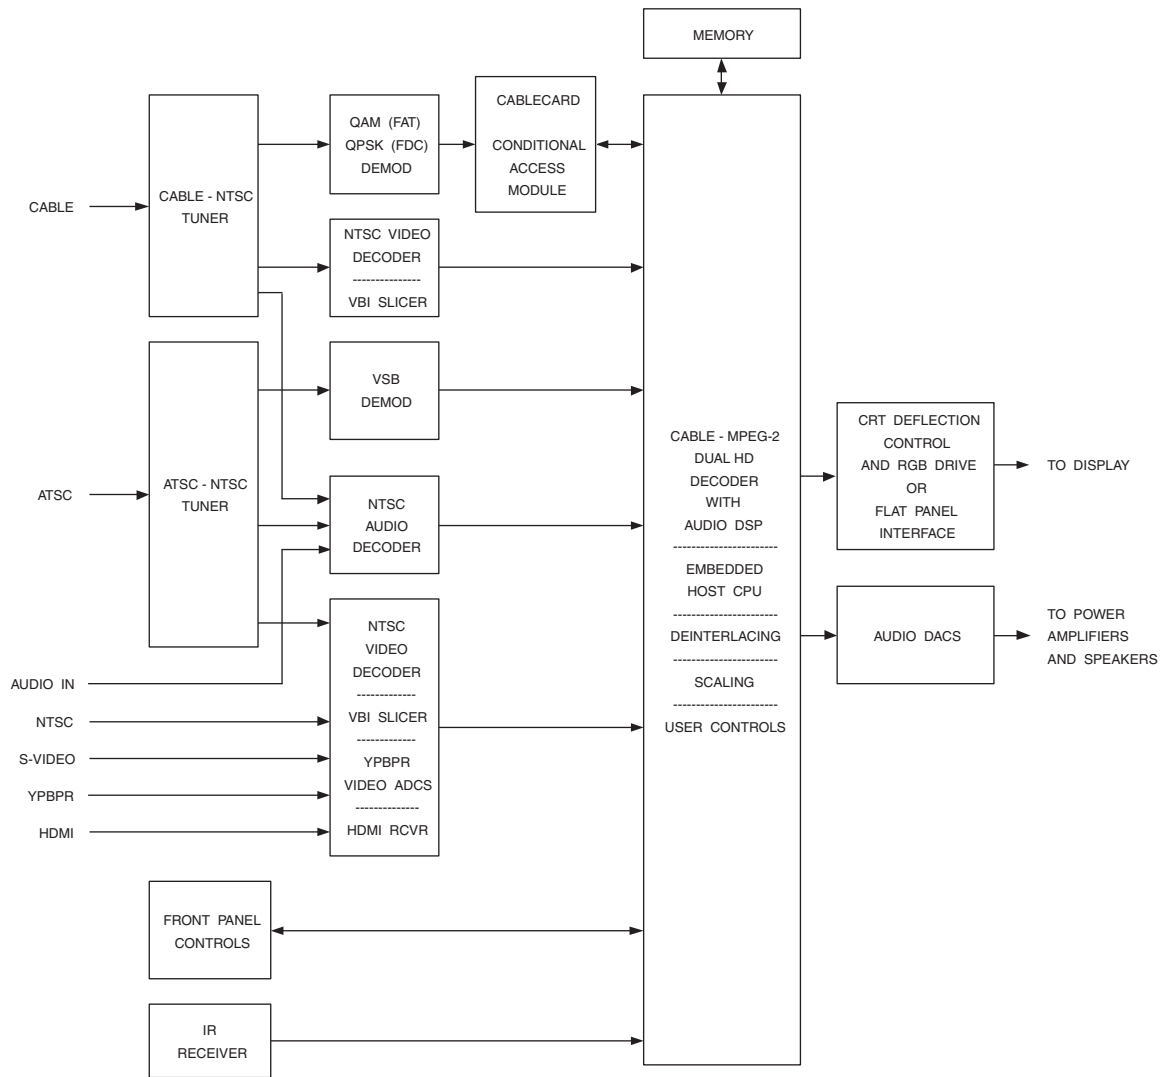 MEMORY
CABLE
CABLE - NTSC
TUNER
QAM (FAT)
QPSK (FDC)
DEMOD
CABLECARD
CONDITIONAL
ACCESS
MODULE
NTSC VIDEO
DECODER
---------------
VBI SLICER
ATSC
ATSC - NTSC
TUNER
VSB
DEMOD
NTSC
AUDIO
DECODER
NTSC
VIDEO
DECODER
-------------
VBI SLICER
-------------
YPBPR
VIDEO ADCS
--------------
HDMI RCVR
AUDIO IN
NTSC
S-VIDEO
YPBPR
HDMI
FRONT PANEL
CONTROLS
IR
RECEIVER
CABLE - MPEG-2
DUAL HD
DECODER
WITH
AUDIO DSP
------------------------
EMBEDDED
HOST CPU
------------------------
DEINTERLACING
------------------------
SCALING
------------------------
USER CONTROLS
CRT DEFLECTION
CONTROL
AND RGB DRIVE
OR
FLAT PANEL
INTERFACE
TO DISPLAY
AUDIO DACS
TO POWER
AMPLIFIERS
AND SPEAKERS